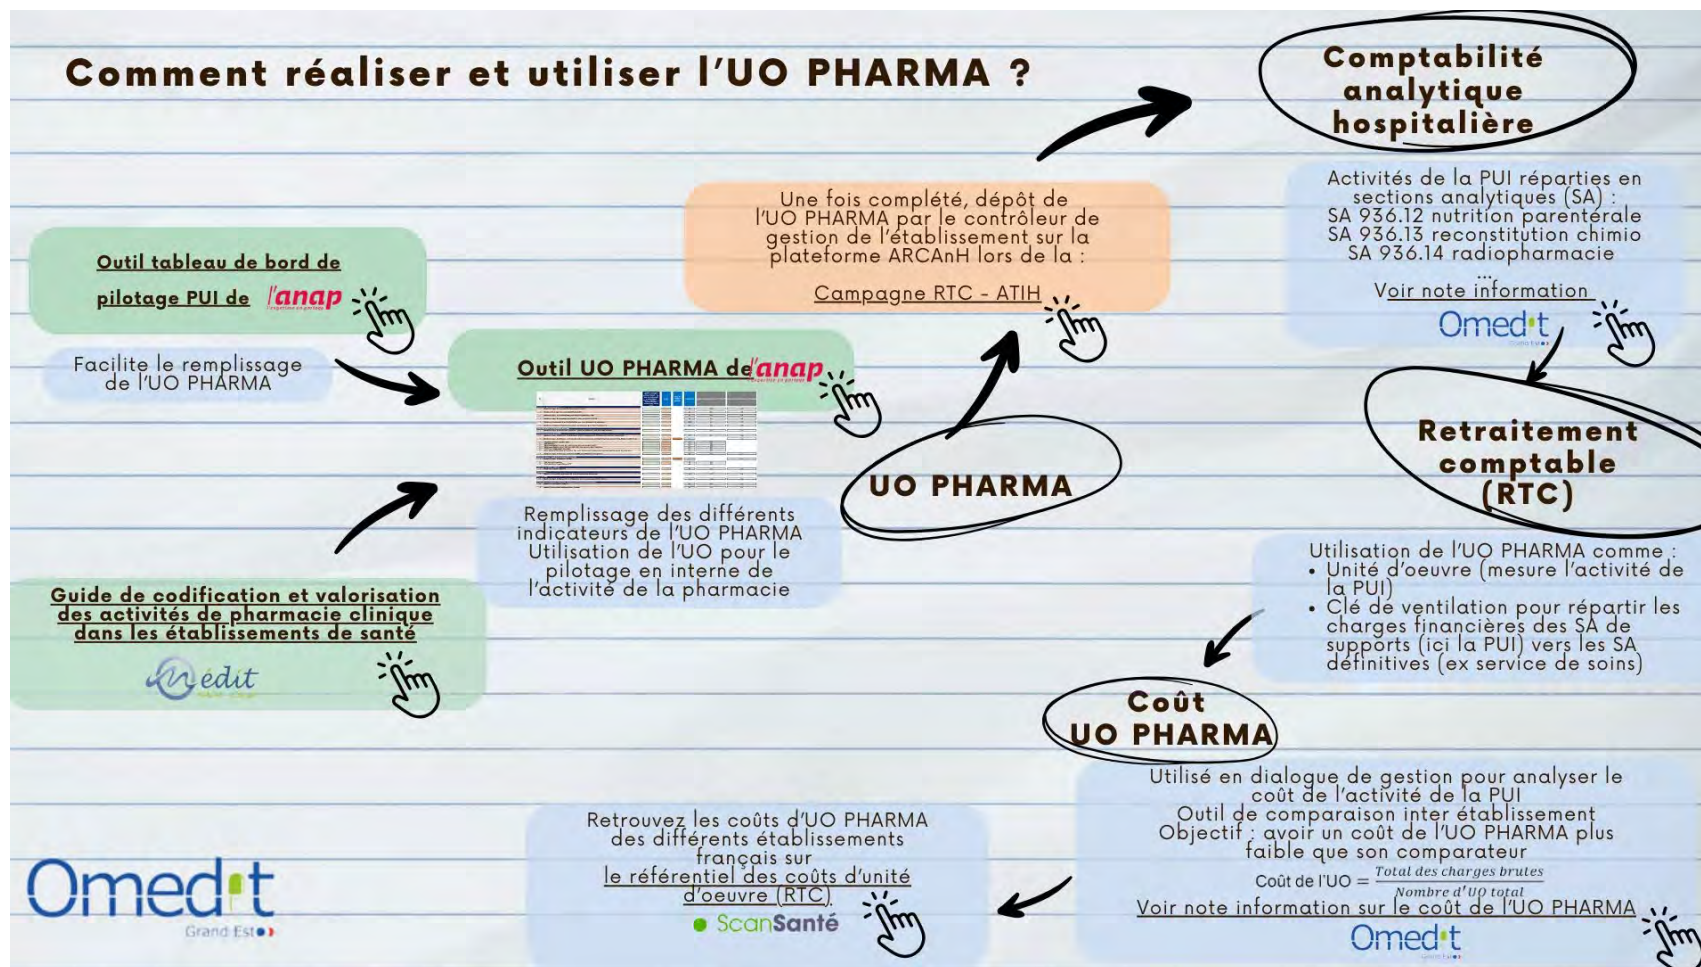 Comment réaliser et utiliser l'UO PHARMA ?
Outil tableau de bord de
pilotage PUI de l'anap
Facilite le remplissage
de l'UO PHARMA
Guide de codification et valorisation
des activités de pharmacie clinique
dans les établissements de santé
Omédit
Outil UO PHARMA de l'anap
Remplissage des différents
indicateurs de l'UO PHARMA
Utilisation de l'UO pour le
pilotage en interne de
l'activité de la pharmacie
UO PHARMA
Une fois complété, dépôt de
l'UO PHARMA par le contrôleur de
gestion de l'établissement sur la
plateforme ARCAnH lors de la :
Campagne RTC - ATIH
Comptabilité
analytique
hospitalière
Activités de la PUI réparties en
sections analytiques (SA) :
SA 936.12 nutrition parentérale
SA 936.13 reconstitution chimio
SA 936.14 radiopharmacie
...
Voir note information
Omedit
Retraitement
comptable
(RTC)
Utilisation de l'UO PHARMA comme :
• Unité d'oeuvre (mesure l'activité de
la PUI)
• Clé de ventilation pour répartir les
charges financières des SA de
supports (ici la PUI) vers les SA
définitives (ex service de soins)
Coût
UO PHARMA
Utilisé en dialogue de gestion pour analyser le
coût de l'activité de la PUI
Outil de comparaison inter établissement
Objectif : avoir un coût de l'UO PHARMA plus
faible que son comparateur
Coût de l'UO = Total des charges brutes
Nombre d'UO total
Voir note information sur le coût de l'UO PHARMA
Omedit
Retrouvez les coûts d'UO PHARMA
des différents établissements
français sur
le référentiel des coûts d'unité
d'oeuvre (RTC)
ScanSanté
Omedit
Grand Est